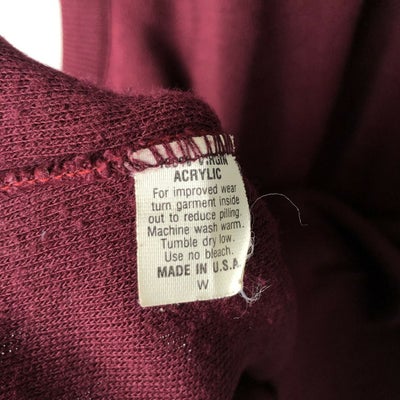 100% VIRGIN
ACRYLIC
For improved wear
turn garment inside
out to reduce pilling.
Machine wash warm.
Tumble dry low.
Use no bleach.
MADE IN U.S.A.
W